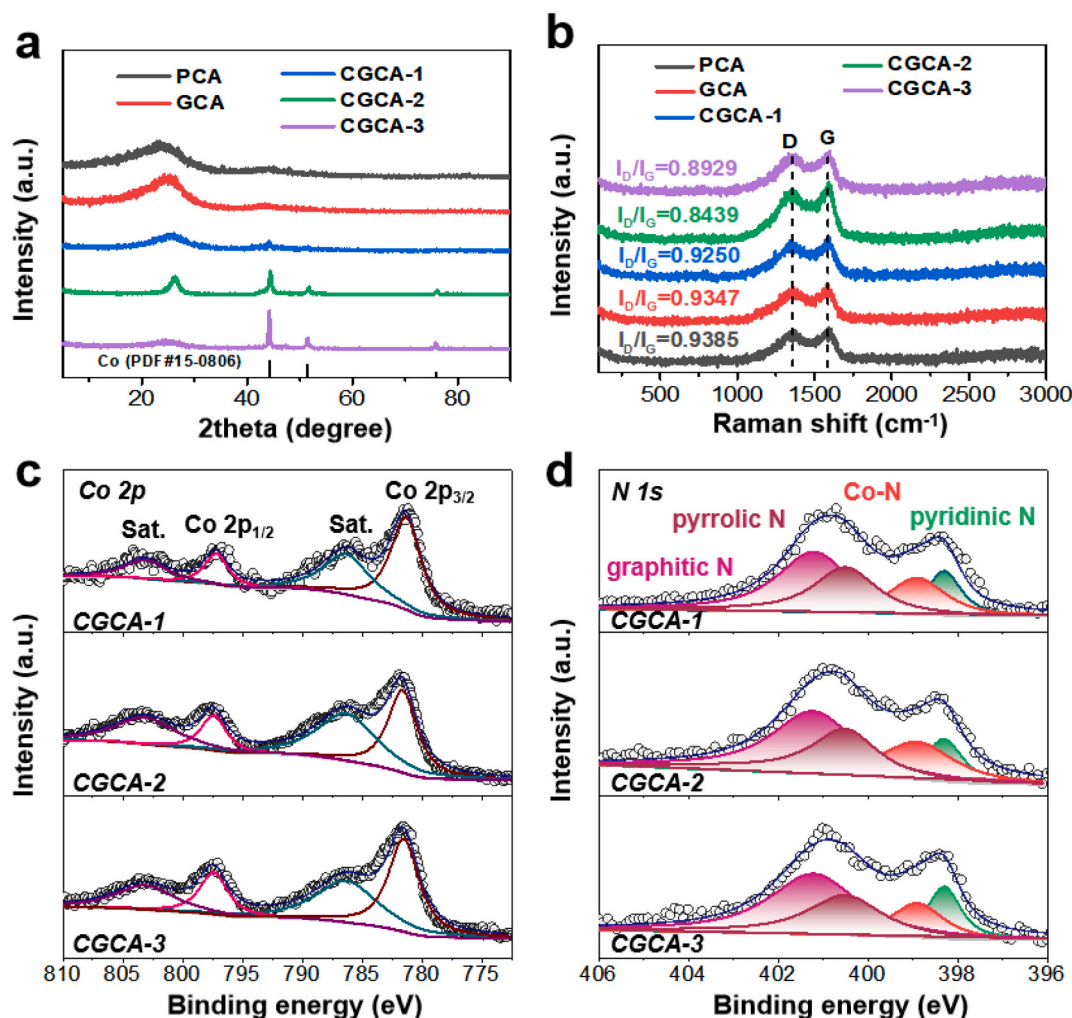 a
PCA
GCA
CGCA-1
CGCA-2
CGCA-3
Co (PDF#15-0806)
Intensity (a.u.)
20 40 60 80
2theta (degree)
b
PCA
GCA
CGCA-1
CGCA-2
CGCA-3
D G
I_D/I_G=0.8929
I_D/I_G=0.8439
I_D/I_G=0.9250
I_D/I_G=0.9347
I_D/I_G=0.9385
Intensity (a.u.)
500 1000 1500 2000 2500 3000
Raman shift (cm⁻¹)
c
Co 2p
Sat.
Co 2p₁/₂
Sat.
Co 2p₃/₂
CGCA-1
CGCA-2
CGCA-3
Intensity (a.u.)
810 805 800 795 790 785 780 775
Binding energy (eV)
d
N 1s
Co-N
pyrrolic N
pyridinic N
graphitic N
CGCA-1
CGCA-2
CGCA-3
Intensity (a.u.)
406 404 402 400 398 396
Binding energy (eV)